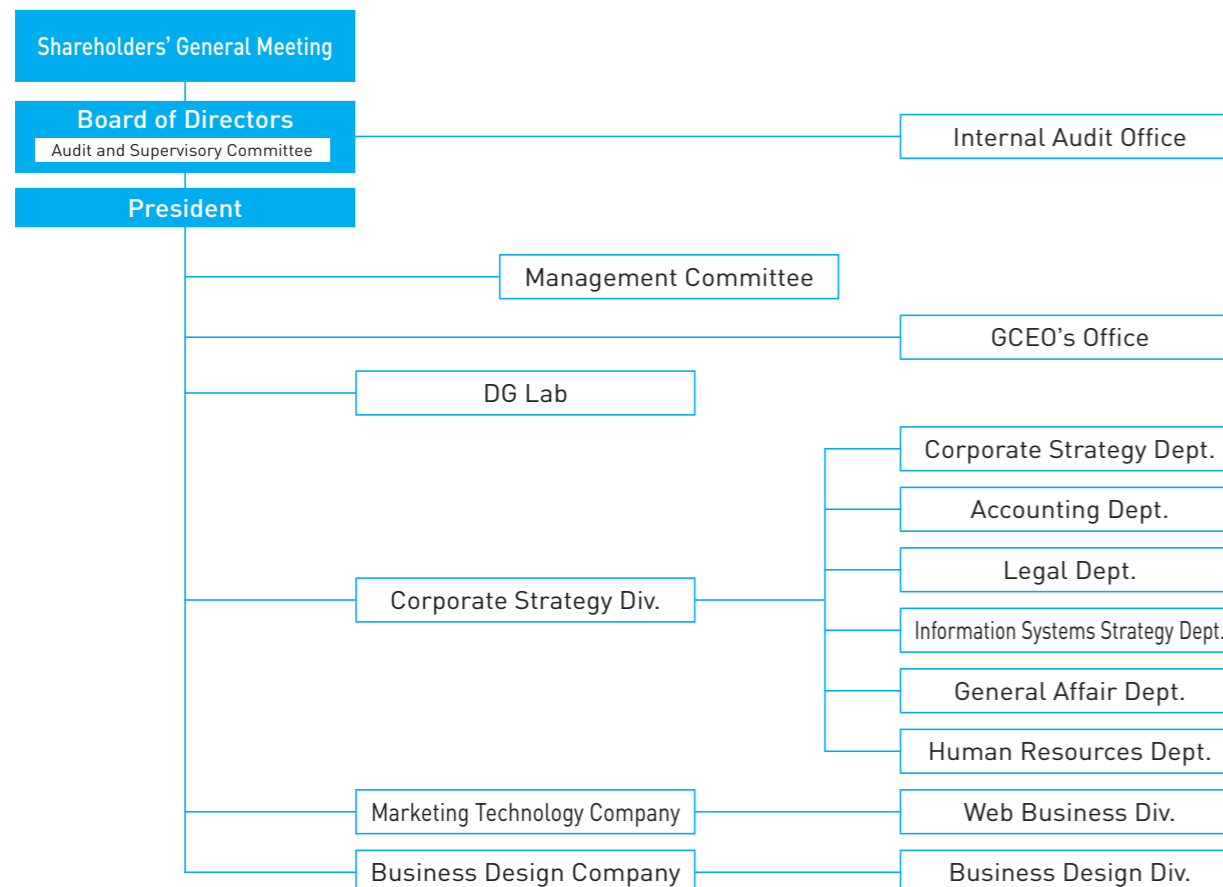 Shareholders’ General Meeting
Board of Directors
Audit and Supervisory Committee
Internal Audit Office
President
Management Committee
GCEO’s Office
DG Lab
Corporate Strategy Dept.
Accounting Dept.
Legal Dept.
Corporate Strategy Div.
Information Systems Strategy Dept.
General Affair Dept.
Human Resources Dept.
Marketing Technology Company
Web Business Div.
Business Design Company
Business Design Div.